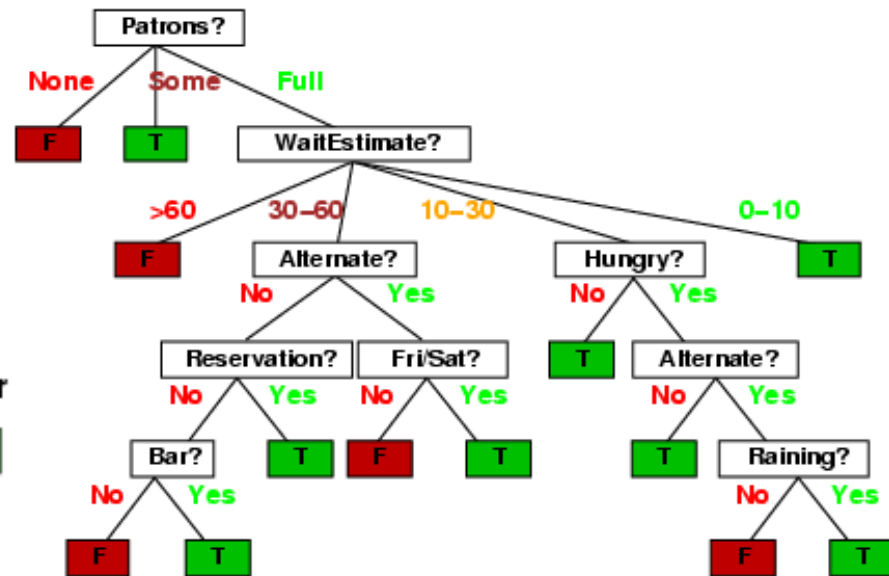 Patrons?
None Some Full
F T WaitEstimate?
>60 30−60 10−30 0−10
F Alternate? Hungry? T
No Yes No Yes
Reservation? Fri/Sat? T Alternate?
No Yes No Yes No Yes
Bar? T F T T Raining?
No Yes No Yes
F T F T